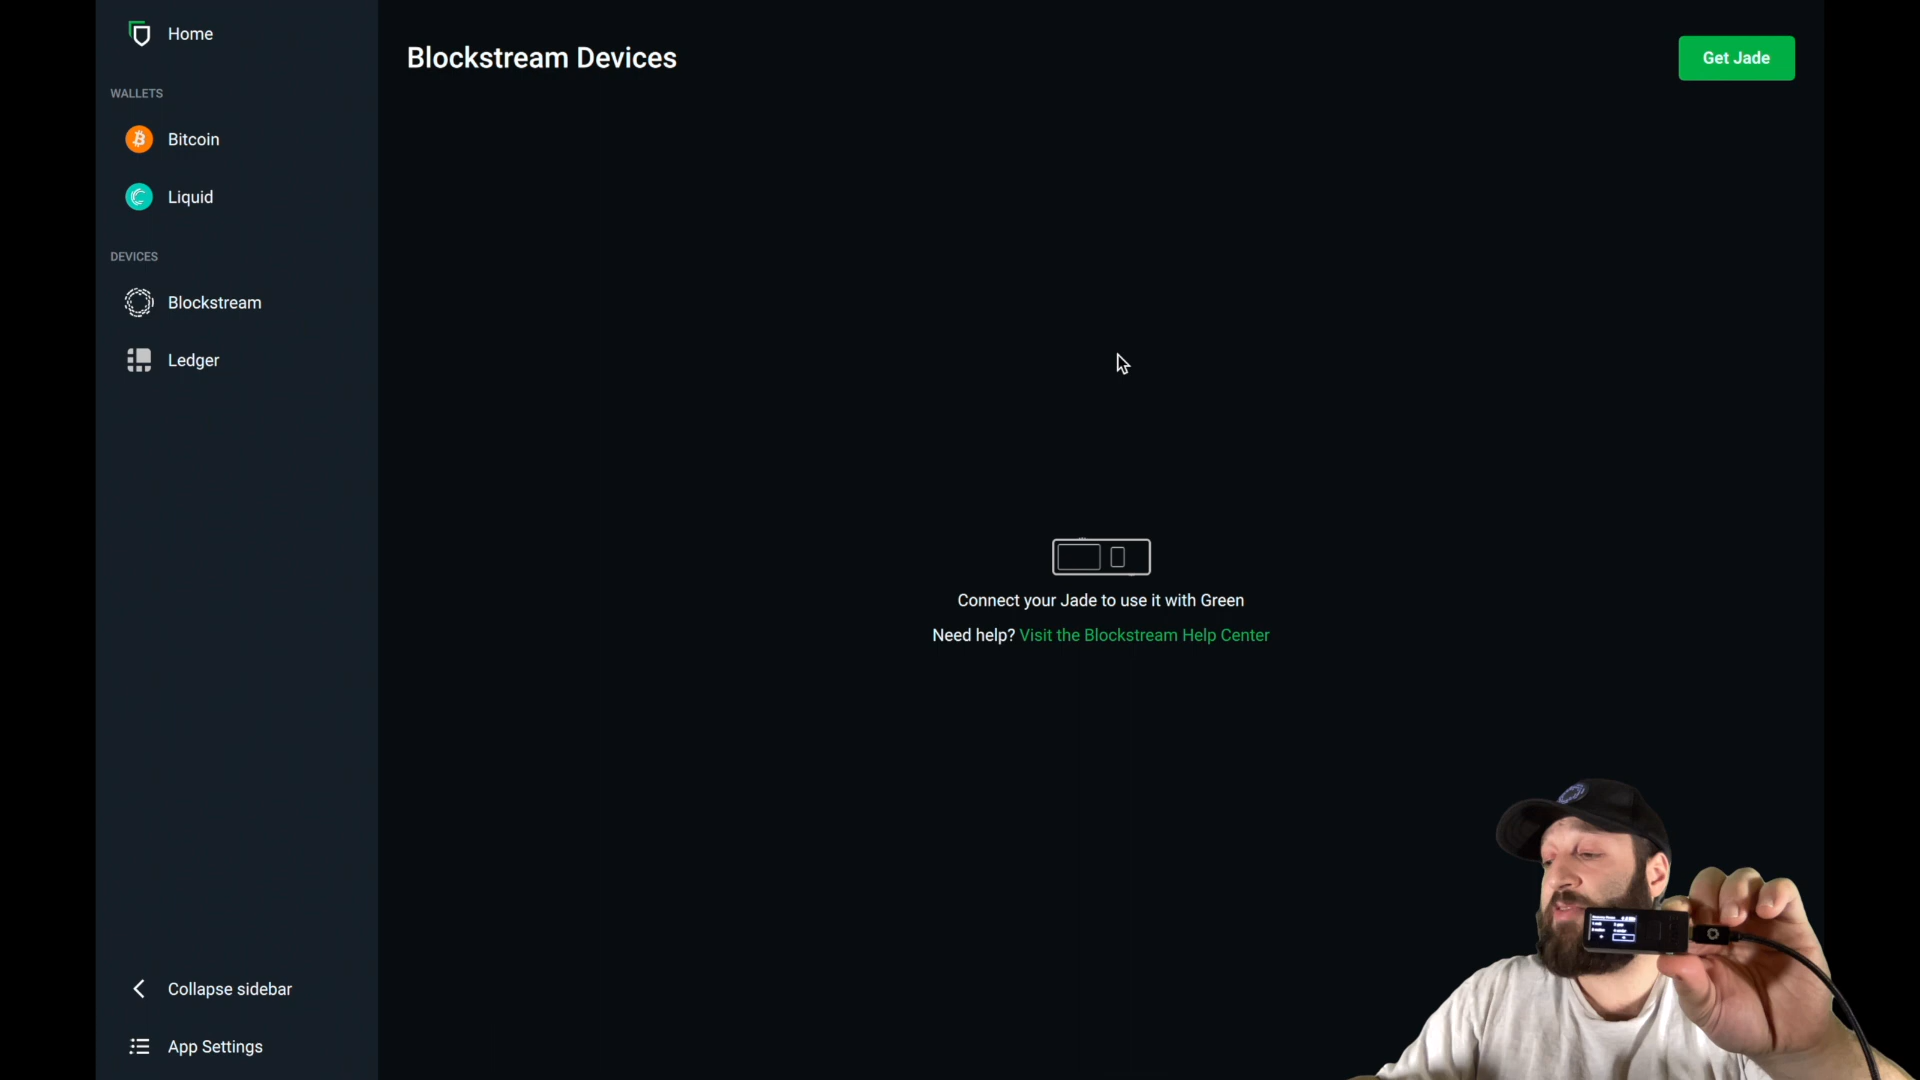 Home
WALLETS
Bitcoin
Liquid
DEVICES
Blockstream
Ledger
Collapse sidebar
App Settings
Blockstream Devices
Get Jade
Connect your Jade to use it with Green
Need help? Visit the Blockstream Help Center